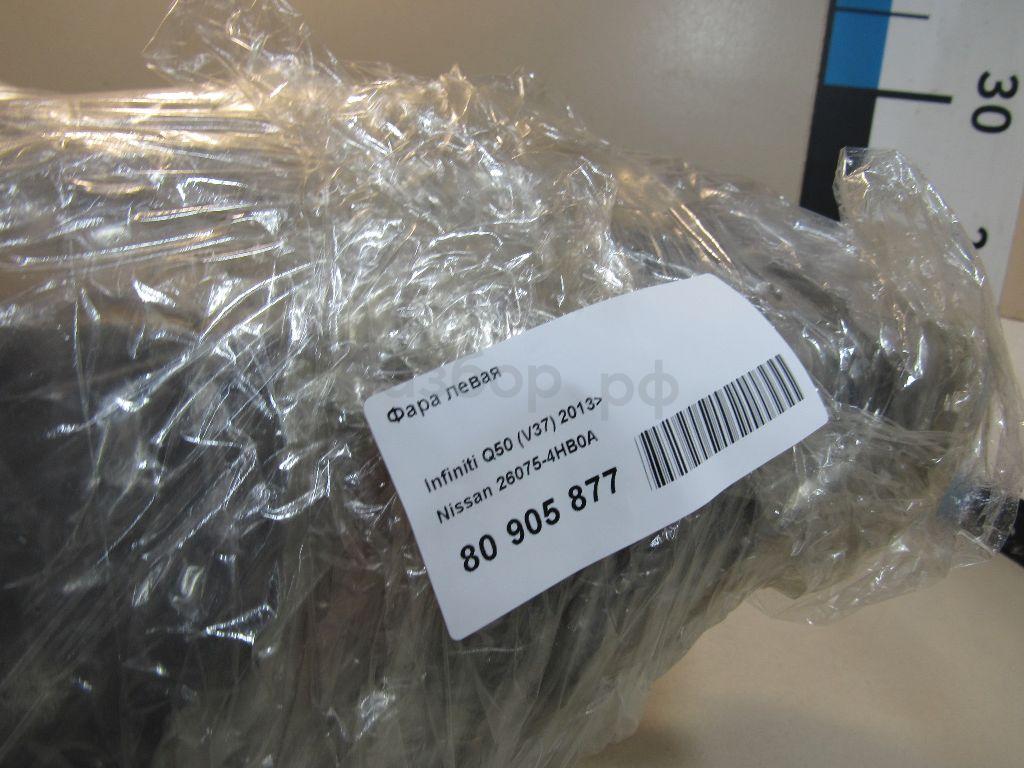 Фара левая
Infiniti Q50 (V37) 2013>
Nissan 26075-4HB0A
80 905 877
30